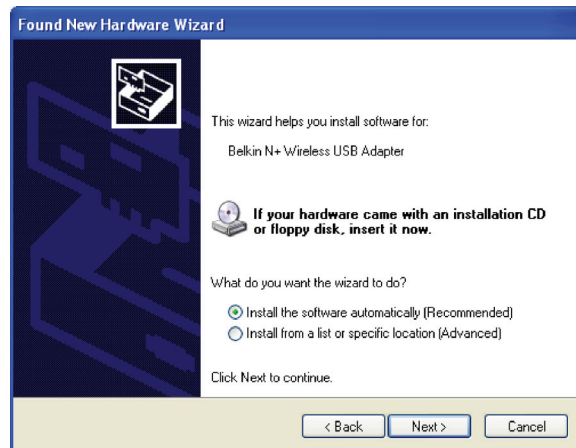 Found New Hardware Wizard
This wizard helps you install software for:
Belkin N+ Wireless USB Adapter
If your hardware came with an installation CD
or floppy disk, insert it now.
What do you want the wizard to do?
Install the software automatically (Recommended)
Install from a list or specific location (Advanced)
Click Next to continue.
< Back
Next >
Cancel